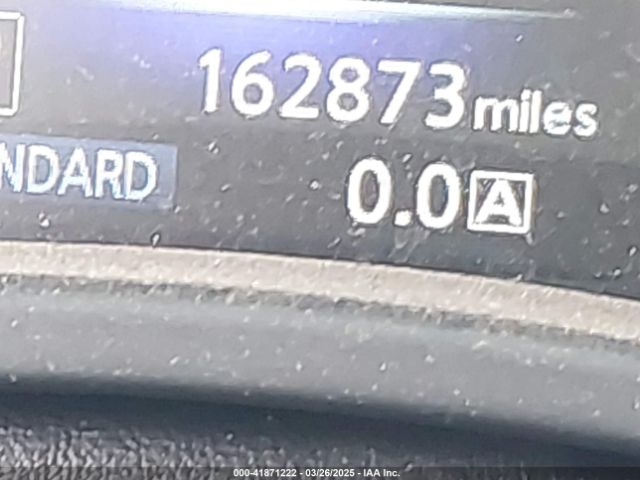 162873 miles
NDARD
0.0 A
000-41871222 - 03/26/2025 - IAA Inc.